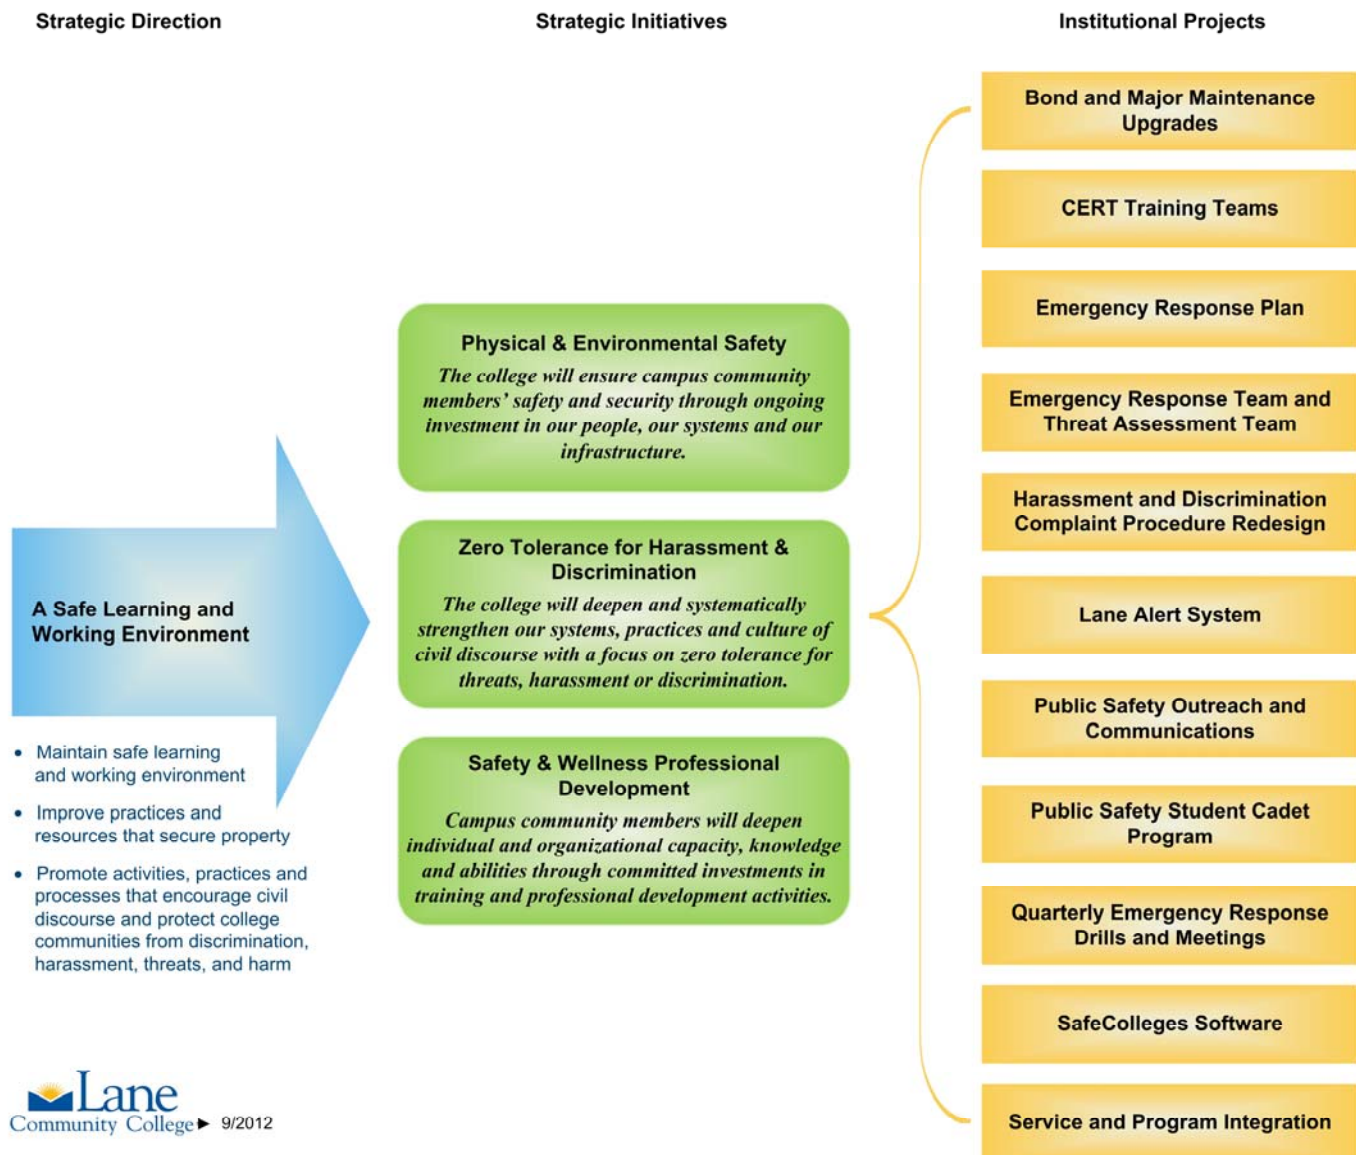 Strategic Direction
Strategic Initiatives
Institutional Projects
A Safe Learning and
Working Environment
• Maintain safe learning
and working environment
• Improve practices and
resources that secure property
• Promote activities, practices and
processes that encourage civil
discourse and protect college
communities from discrimination,
harassment, threats, and harm
Physical & Environmental Safety
The college will ensure campus community
members’ safety and security through ongoing
investment in our people, our systems and our
infrastructure.
Zero Tolerance for Harassment &
Discrimination
The college will deepen and systematically
strengthen our systems, practices and culture of
civil discourse with a focus on zero tolerance for
threats, harassment or discrimination.
Safety & Wellness Professional
Development
Campus community members will deepen
individual and organizational capacity, knowledge
and abilities through committed investments in
training and professional development activities.
Bond and Major Maintenance
Upgrades
CERT Training Teams
Emergency Response Plan
Emergency Response Team and
Threat Assessment Team
Harassment and Discrimination
Complaint Procedure Redesign
Lane Alert System
Public Safety Outreach and
Communications
Public Safety Student Cadet
Program
Quarterly Emergency Response
Drills and Meetings
SafeColleges Software
Service and Program Integration
Lane
Community College ► 9/2012